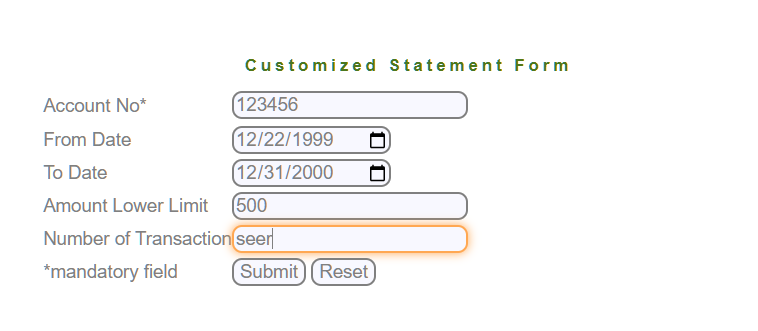 Customized Statement Form
Account No* 123456
From Date 12/22/1999
To Date 12/31/2000
Amount Lower Limit 500
Number of Transaction seer
*mandatory field Submit Reset